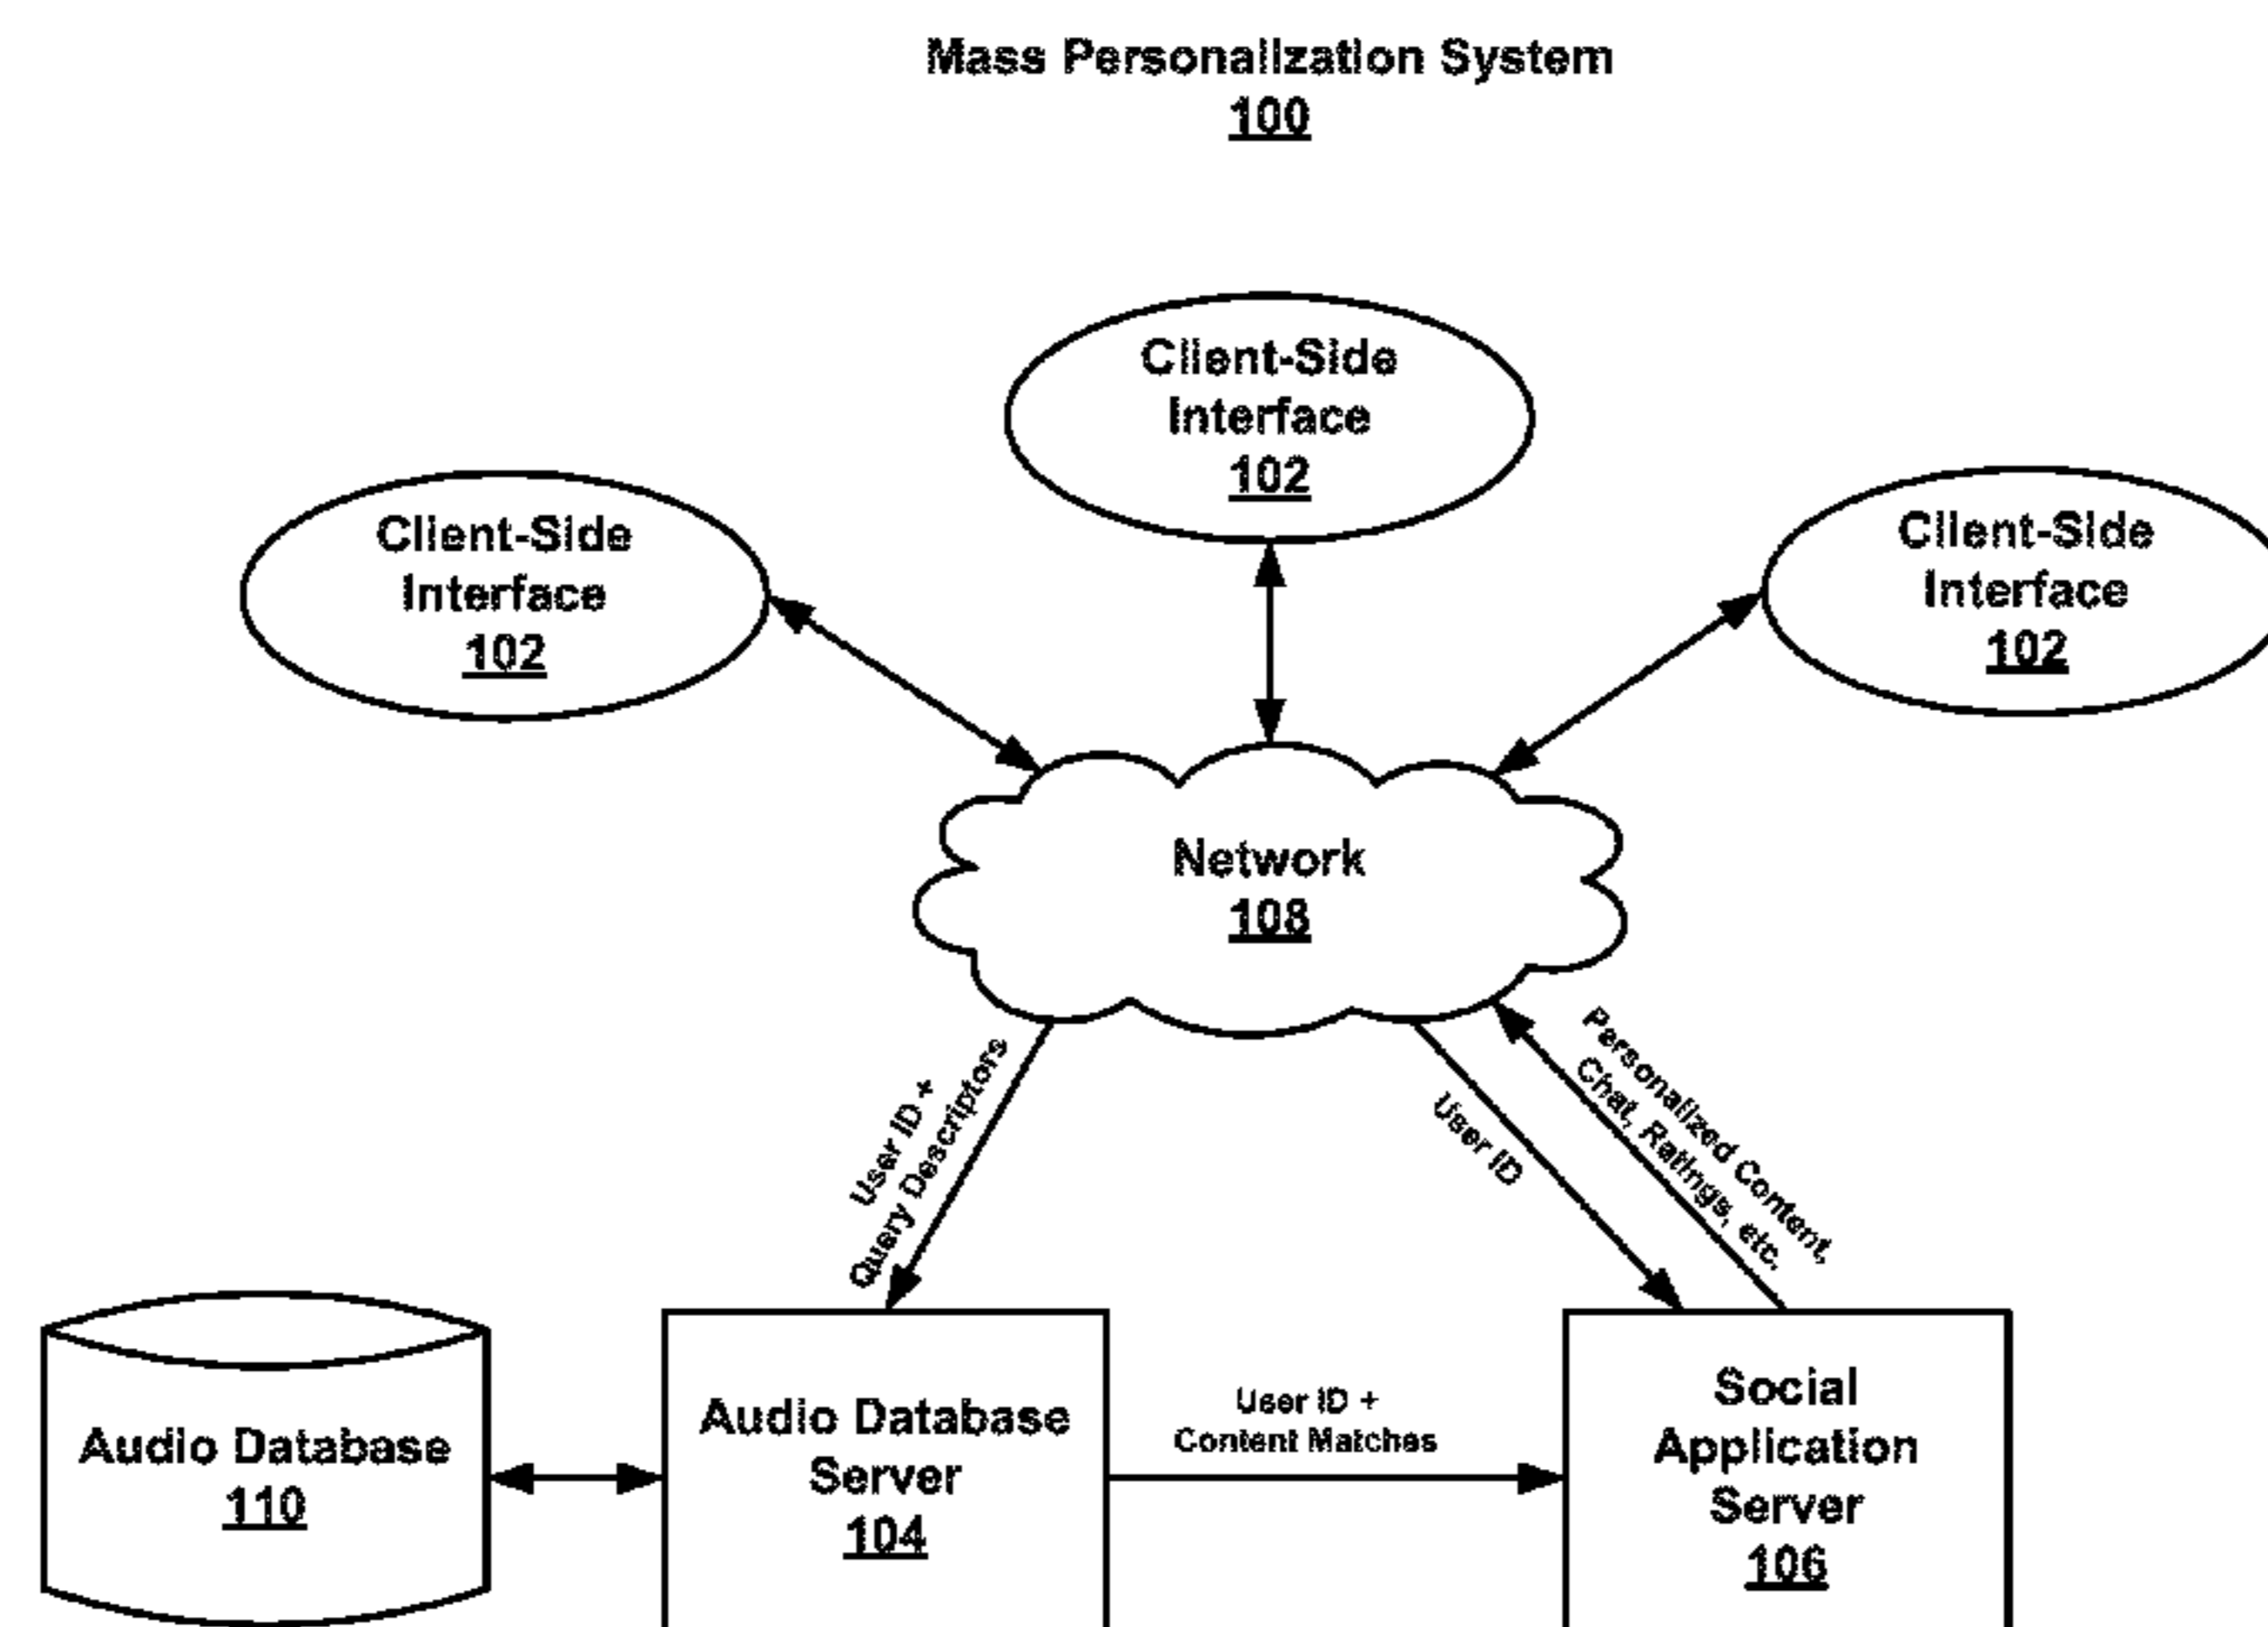 Mass Personalization System
100
Client-Side
Interface
102
Client-Side
Interface
102
Client-Side
Interface
102
Network
108
User ID +
Query Descriptors
User ID
Personalized Content,
Chat, Ratings, etc.
Audio Database
110
Audio Database
Server
104
User ID +
Content Matches
Social
Application
Server
106